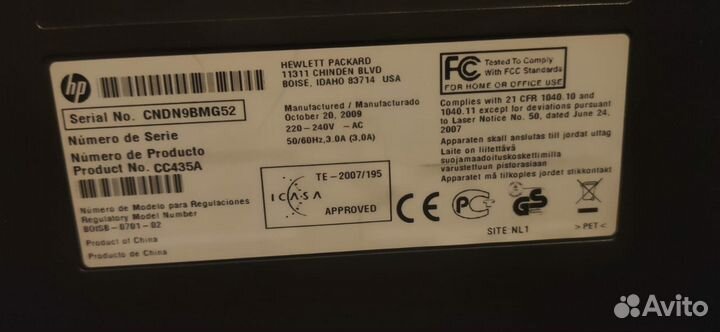 hp
Serial No. CNDN9BMG52
Número de Serie
Número de Producto
Product No. CC435A
Número de Modelo para Regulaciones
Regulatory Model Number
BOISB-0701-02
Product of China
Producto de China
HEWLETT PACKARD
11311 CHINDEN BLVD
BOISE, IDAHO 83714 USA
Manufactured / Manufacturado
October 20, 2009
220-240V ~ AC
50/60Hz,3.0A (3.0A)
ICASA
TE-2007/195
APPROVED
FC Tested To Comply
With FCC Standards
FOR HOME OR OFFICE USE
Complies with 21 CFR 1040.10 and
1040.11 except for deviations pursuant
to Laser Notice No. 50, dated June 24,
2007
Apparaten skall anslutas till jordat uttag
Laite on liitettävä
suojamaadoituskoskettimilla
varustettuun pistorasiaan
Apparatet må tilkoples jordet stikkontakt
CE
GS
SITE NL1
>PET<
Avito